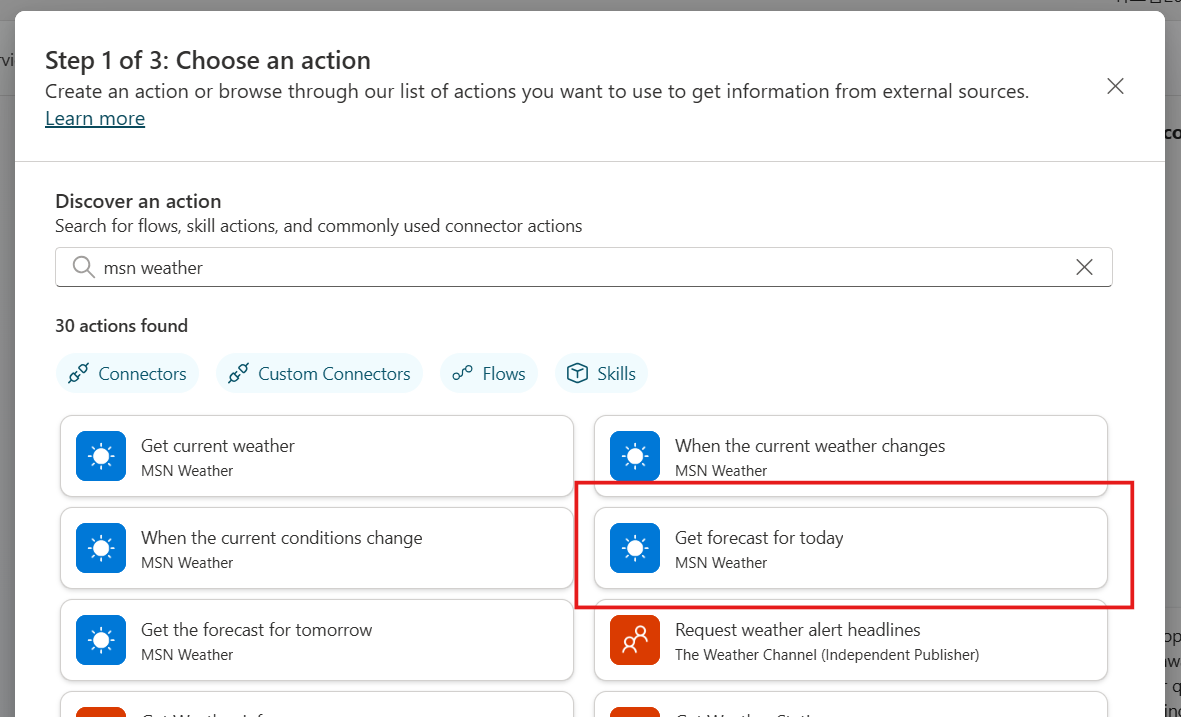 Step 1 of 3: Choose an action
Create an action or browse through our list of actions you want to use to get information from external sources.
Learn more
Discover an action
Search for flows, skill actions, and commonly used connector actions
msn weather
30 actions found
Connectors
Custom Connectors
Flows
Skills
Get current weather
MSN Weather
When the current weather changes
MSN Weather
When the current conditions change
MSN Weather
Get forecast for today
MSN Weather
Get the forecast for tomorrow
MSN Weather
Request weather alert headlines
The Weather Channel (Independent Publisher)